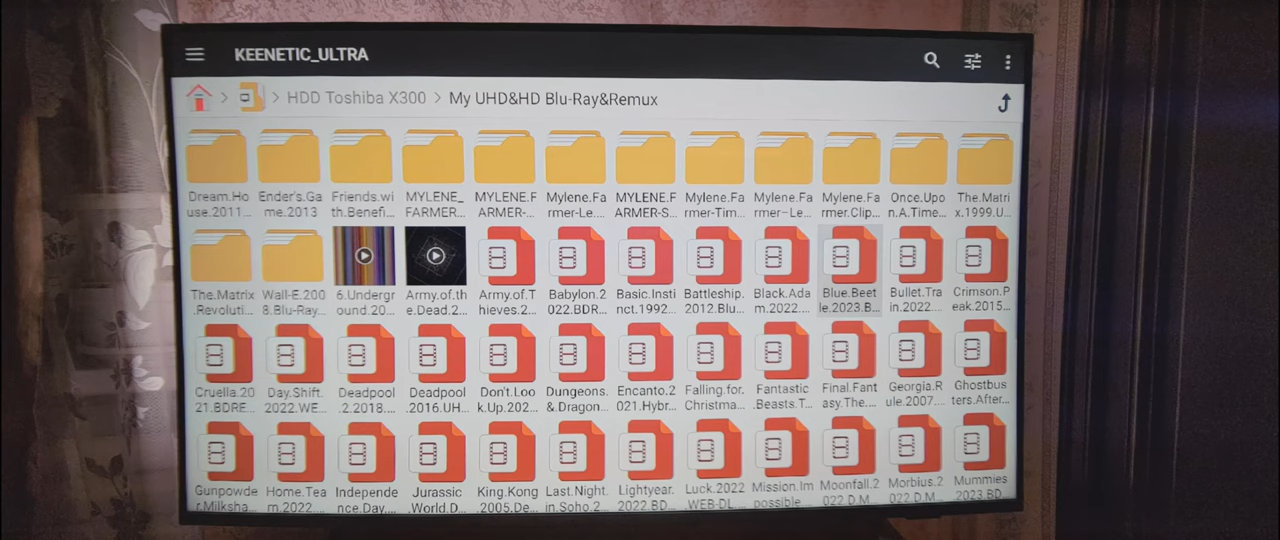 KEENETIC_ULTRA
HDD Toshiba X300 > My UHD&HD Blu-Ray&Remux
Dream.Ho Ender's.Ga Friends.wi MYLENE_ MYLENE.F Mylene.Fa MYLENE.F Mylene.Fa Mylene.Fa Mylene.Fa Once.Upo The.Matri
use.2011... me.2013 th.Benefi... FARMER... ARMER-... rmer-Le.... ARMER-S... rmer-Tim... rmer-Le... rmer.Clip... n.A.Time... x.1999.U...
The.Matrix Wall-E.200 6.Undergr Army.of.th Army.of.T Babylon.2 Basic.Insti Battleship. Black.Ada Blue.Beet Bullet.Tra Crimson.P
.Revoluti... 8.Blu-Ray... ound.20... e.Dead.2... hieves.2... 022.BDR... nct.1992... 2012.Blu... m.2022.... le.2023.B... in.2022.... eak.2015...
Cruella.20 Day.Shift. Deadpool Deadpool Don't.Loo Dungeons. Encanto.2 Falling.for. Fantastic Final.Fant Georgia.R Ghostbus
21.BDRE... 2022.WE... .2.2018.... .2016.UH... k.Up.202... &.Dragon... 021.Hybr... Christma... .Beasts.T... asy.The.... ule.2007.... ters.After...
Gunpowde Home.Tea Independe Jurassic King.Kong Last.Night. Lightyear. Luck.2022 Mission.Im Moonfall.2 Morbius.2 Mummies
r.Milksha... m.2022.... nce.Day.... .World.D... .2005.De... in.Soho.2... 2022.BD... .WEB-DL.... possible... 022.D.M... 022.D.M... .2023.BD...